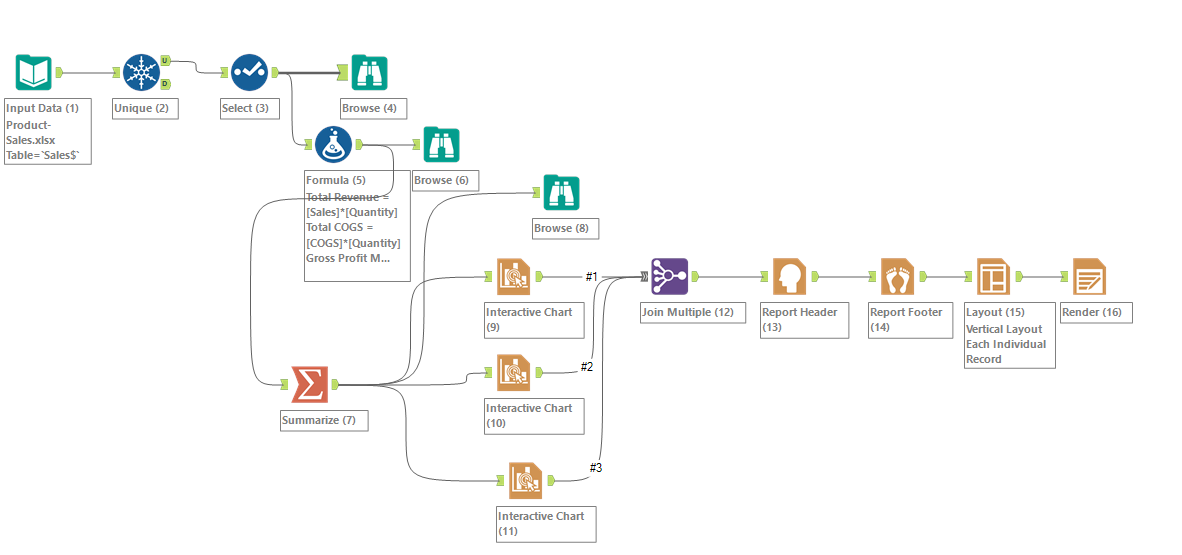 U
D
Input Data (1)
Product-
Sales.xlsx
Table=`Sales$`
Unique (2)
Select (3)
Browse (4)
Formula (5)
Total Revenue =
[Sales]*[Quantity]
Total COGS =
[COGS]*[Quantity]
Gross Profit M...
Browse (6)
Browse (8)
#1
Interactive Chart
(9)
Join Multiple (12)
Report Header
(13)
Report Footer
(14)
Layout (15)
Vertical Layout
Each Individual
Record
Render (16)
#2
Interactive Chart
(10)
Summarize (7)
#3
Interactive Chart
(11)